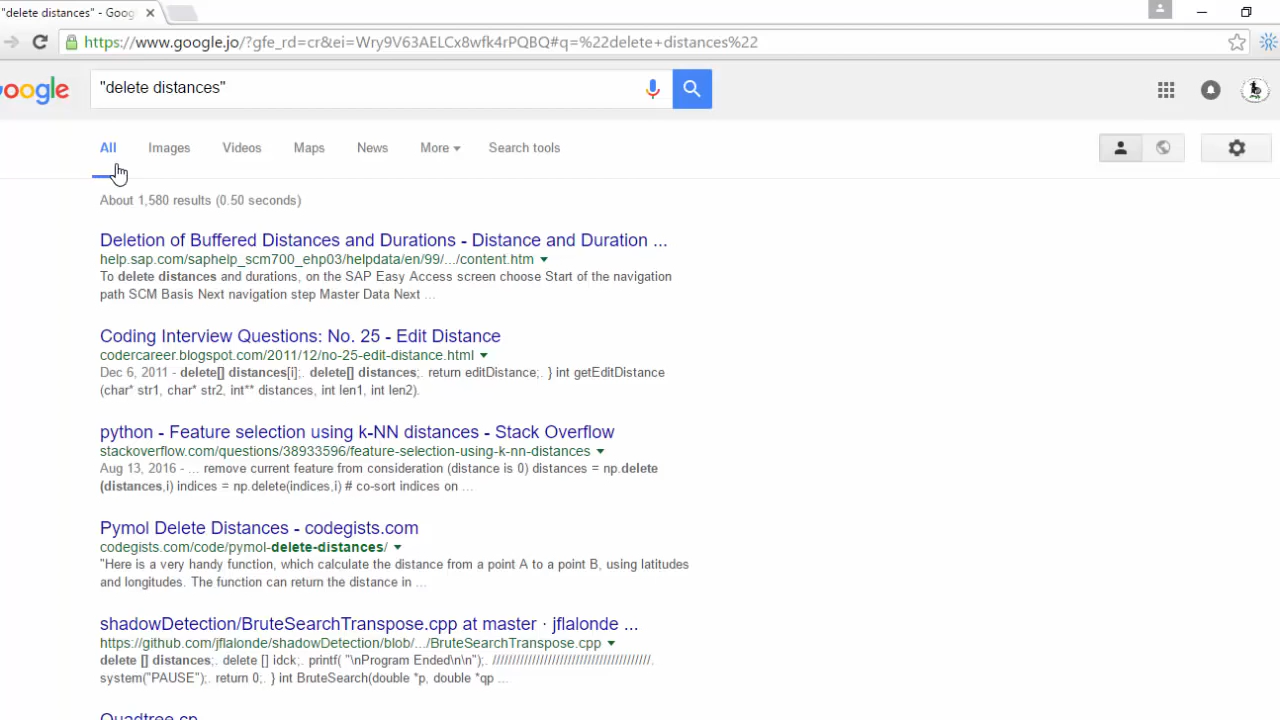 "delete distances" - Goog
https://www.google.jo/?gfe_rd=cr&ei=Wry9V63AELCx8wfk4rPQBQ#q=%22delete+distances%22
oogle
"delete distances"
All Images Videos Maps News More Search tools
About 1,580 results (0.50 seconds)
Deletion of Buffered Distances and Durations - Distance and Duration ...
help.sap.com/saphelp_scm700_ehp03/helpdata/en/99/.../content.htm
To delete distances and durations, on the SAP Easy Access screen choose Start of the navigation
path SCM Basis Next navigation step Master Data Next ...
Coding Interview Questions: No. 25 - Edit Distance
codercareer.blogspot.com/2011/12/no-25-edit-distance.html
Dec 6, 2011 - delete[] distances[i];. delete[] distances;. return editDistance;. } int getEditDistance
(char* str1, char* str2, int** distances, int len1, int len2).
python - Feature selection using k-NN distances - Stack Overflow
stackoverflow.com/questions/38933596/feature-selection-using-k-nn-distances
Aug 13, 2016 - ... remove current feature from consideration (distance is 0) distances = np.delete
(distances,i) indices = np.delete(indices,i) # co-sort indices on ...
Pymol Delete Distances - codegists.com
codegists.com/code/pymol-delete-distances/
"Here is a very handy function, which calculate the distance from a point A to a point B, using latitudes
and longitudes. The function can return the distance in ...
shadowDetection/BruteSearchTranspose.cpp at master · jflalonde ...
https://github.com/jflalonde/shadowDetection/blob/.../BruteSearchTranspose.cpp
delete [] distances;. delete [] idck;. printf( "\nProgram Ended\n\n");. ////////////////////////////////////////.
system("PAUSE");. return 0;. } int BruteSearch(double *p, double *qp ...
Quadtree cp